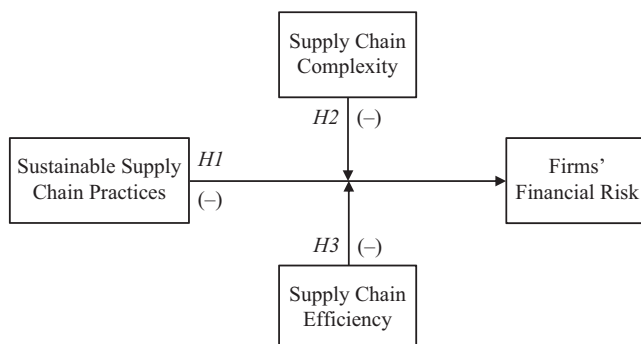 Supply Chain
Complexity
H2 (–)
Sustainable Supply
Chain Practices
H1
(–)
Firms’
Financial Risk
H3 (–)
Supply Chain
Efficiency